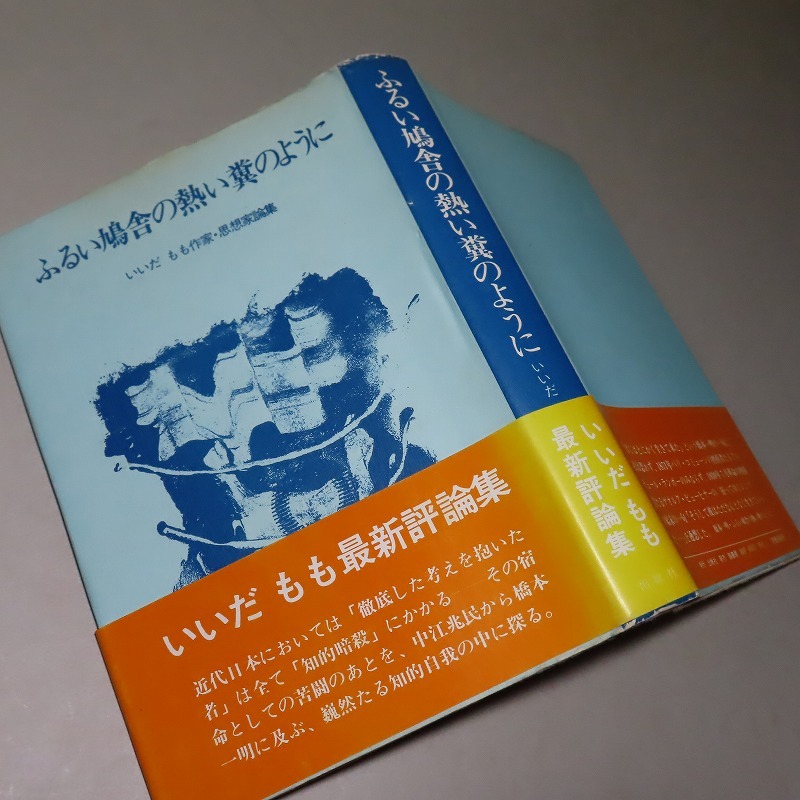 ふるい鳩舎の熱い糞のように
いいだ もも作家・思想家論集
いいだ もも最新評論集
近代日本においては「徹底した考えを抱いた
者」は全て「知的暗殺」にかかる── その宿
命としての苦闘のあとを、中江兆民から橋本
一明に及ぶ、巍然たる知的自我の中に探る。
ふるい鳩舎の熱い糞のように
いいだ
いいだ もも
最新評論集